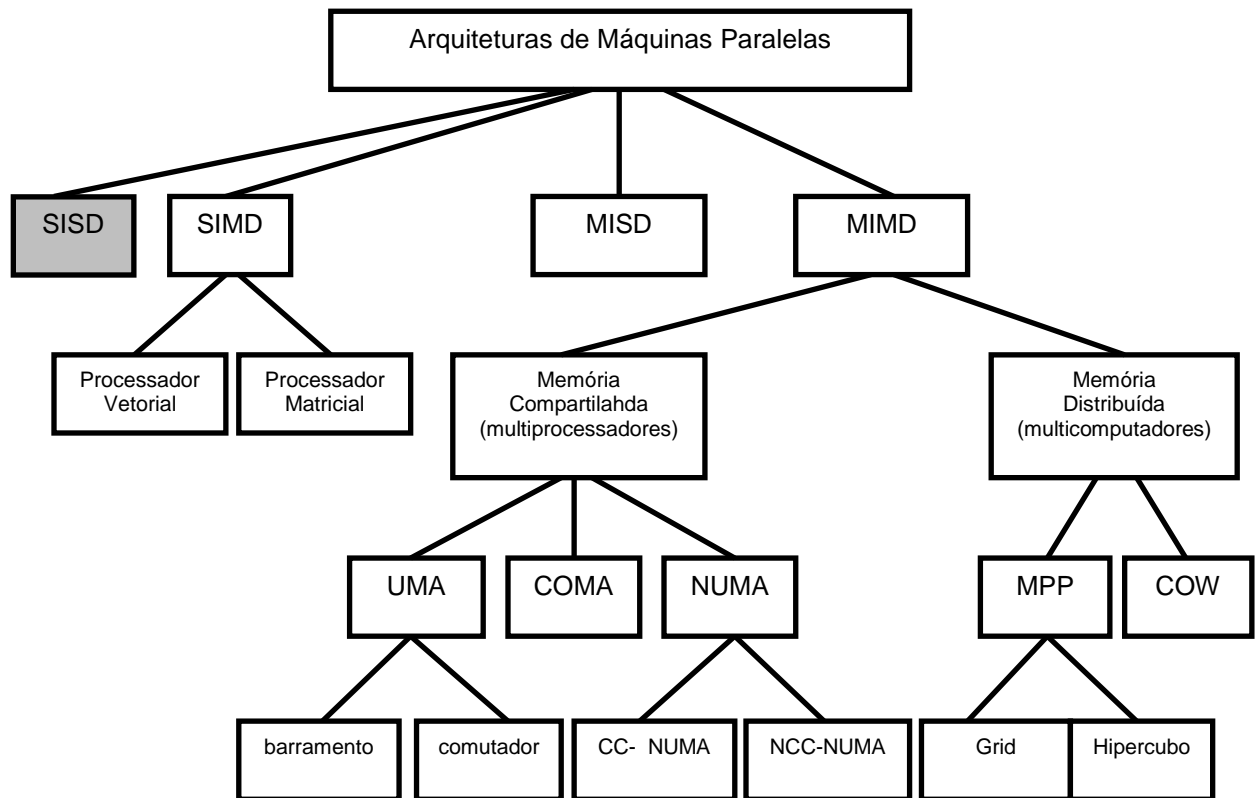 Arquiteturas de Máquinas Paralelas
SISD
SIMD
MISD
MIMD
Processador
Vetorial
Processador
Matricial
Memória
Compartilahda
(multiprocessadores)
Memória
Distribuída
(multicomputadores)
UMA
COMA
NUMA
MPP
COW
barramento
comutador
CC- NUMA
NCC-NUMA
Grid
Hipercubo